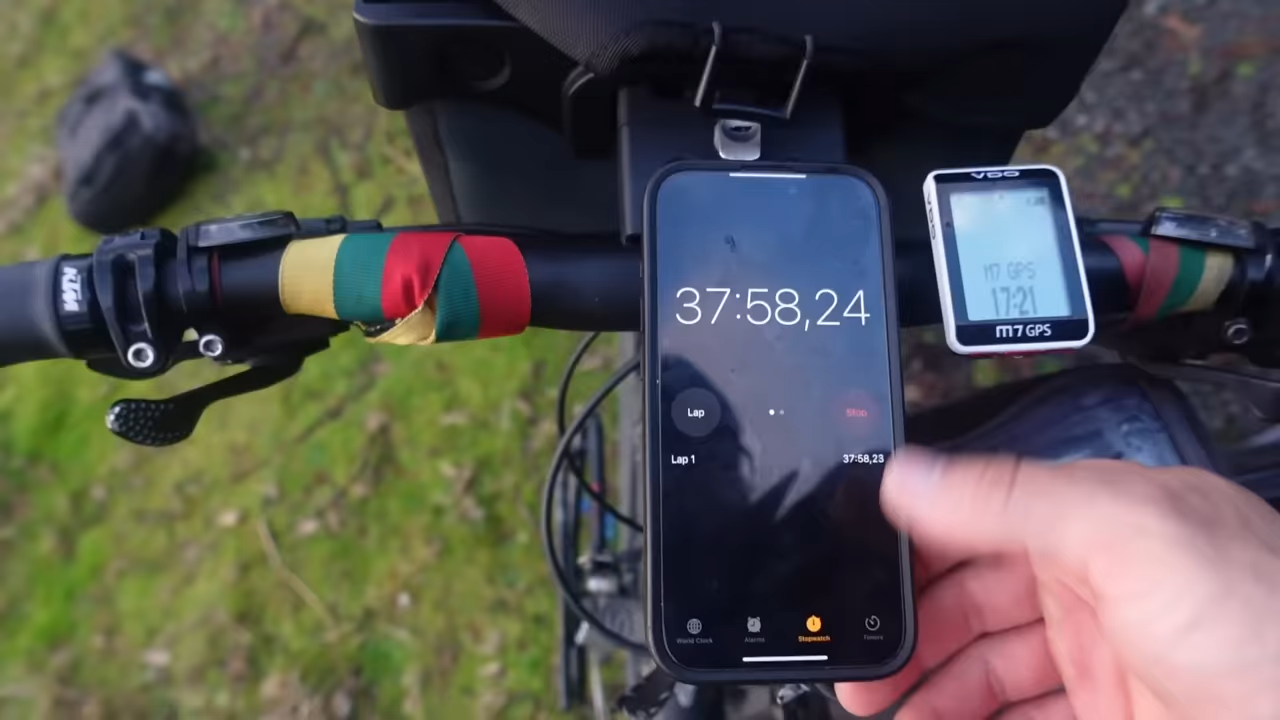 KTM
37:58,24
Lap
Stop
Lap 1
37:58,23
World Clock
Alarms
Stopwatch
Timers
VDO
VDO
M7 GPS
17:21
M7 GPS